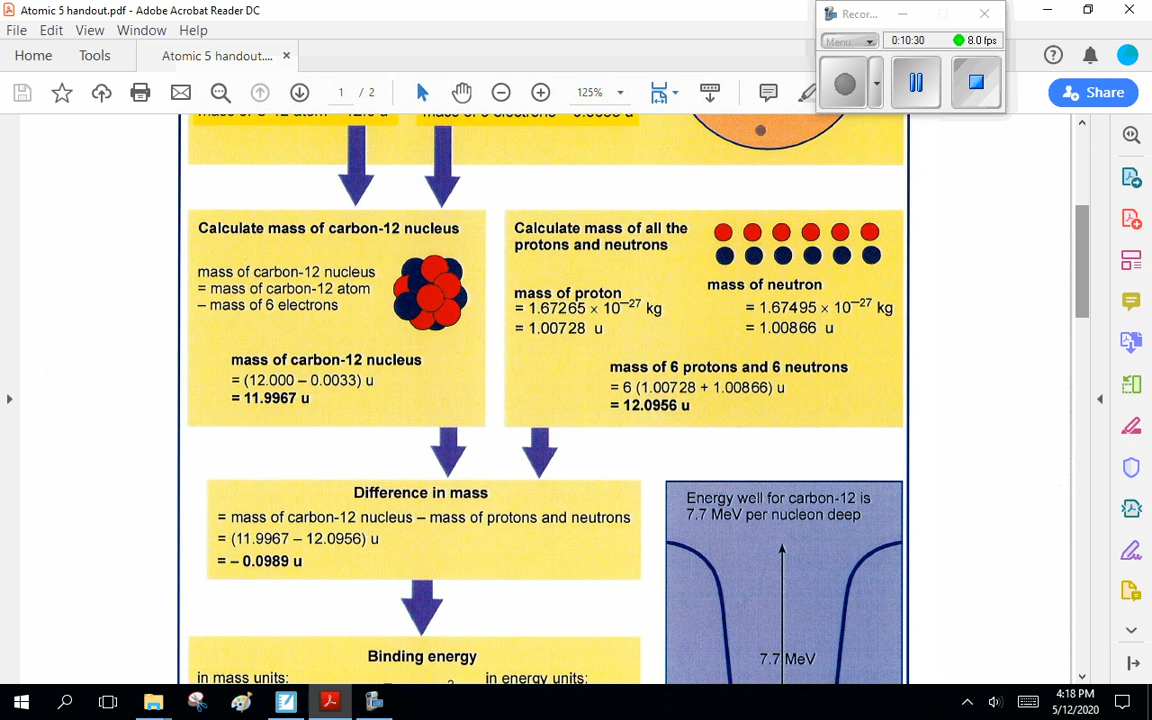 Atomic 5 handout.pdf - Adobe Acrobat Reader DC
Recor...
File Edit View Window Help
Menu
0:10:30
8.0 fps
Home Tools Atomic 5 handout....
1 / 2
125%
Share
Calculate mass of carbon-12 nucleus
mass of carbon-12 nucleus
= mass of carbon-12 atom
– mass of 6 electrons
mass of carbon-12 nucleus
= (12.000 – 0.0033) u
= 11.9967 u
Calculate mass of all the
protons and neutrons
mass of proton
= 1.67265 × 10⁻²⁷ kg
= 1.00728 u
mass of neutron
= 1.67495 × 10⁻²⁷ kg
= 1.00866 u
mass of 6 protons and 6 neutrons
= 6 (1.00728 + 1.00866) u
= 12.0956 u
Difference in mass
= mass of carbon-12 nucleus – mass of protons and neutrons
= (11.9967 – 12.0956) u
= – 0.0989 u
Energy well for carbon-12 is
7.7 MeV per nucleon deep
7.7 MeV
Binding energy
in mass units:
in energy units:
4:18 PM
5/12/2020